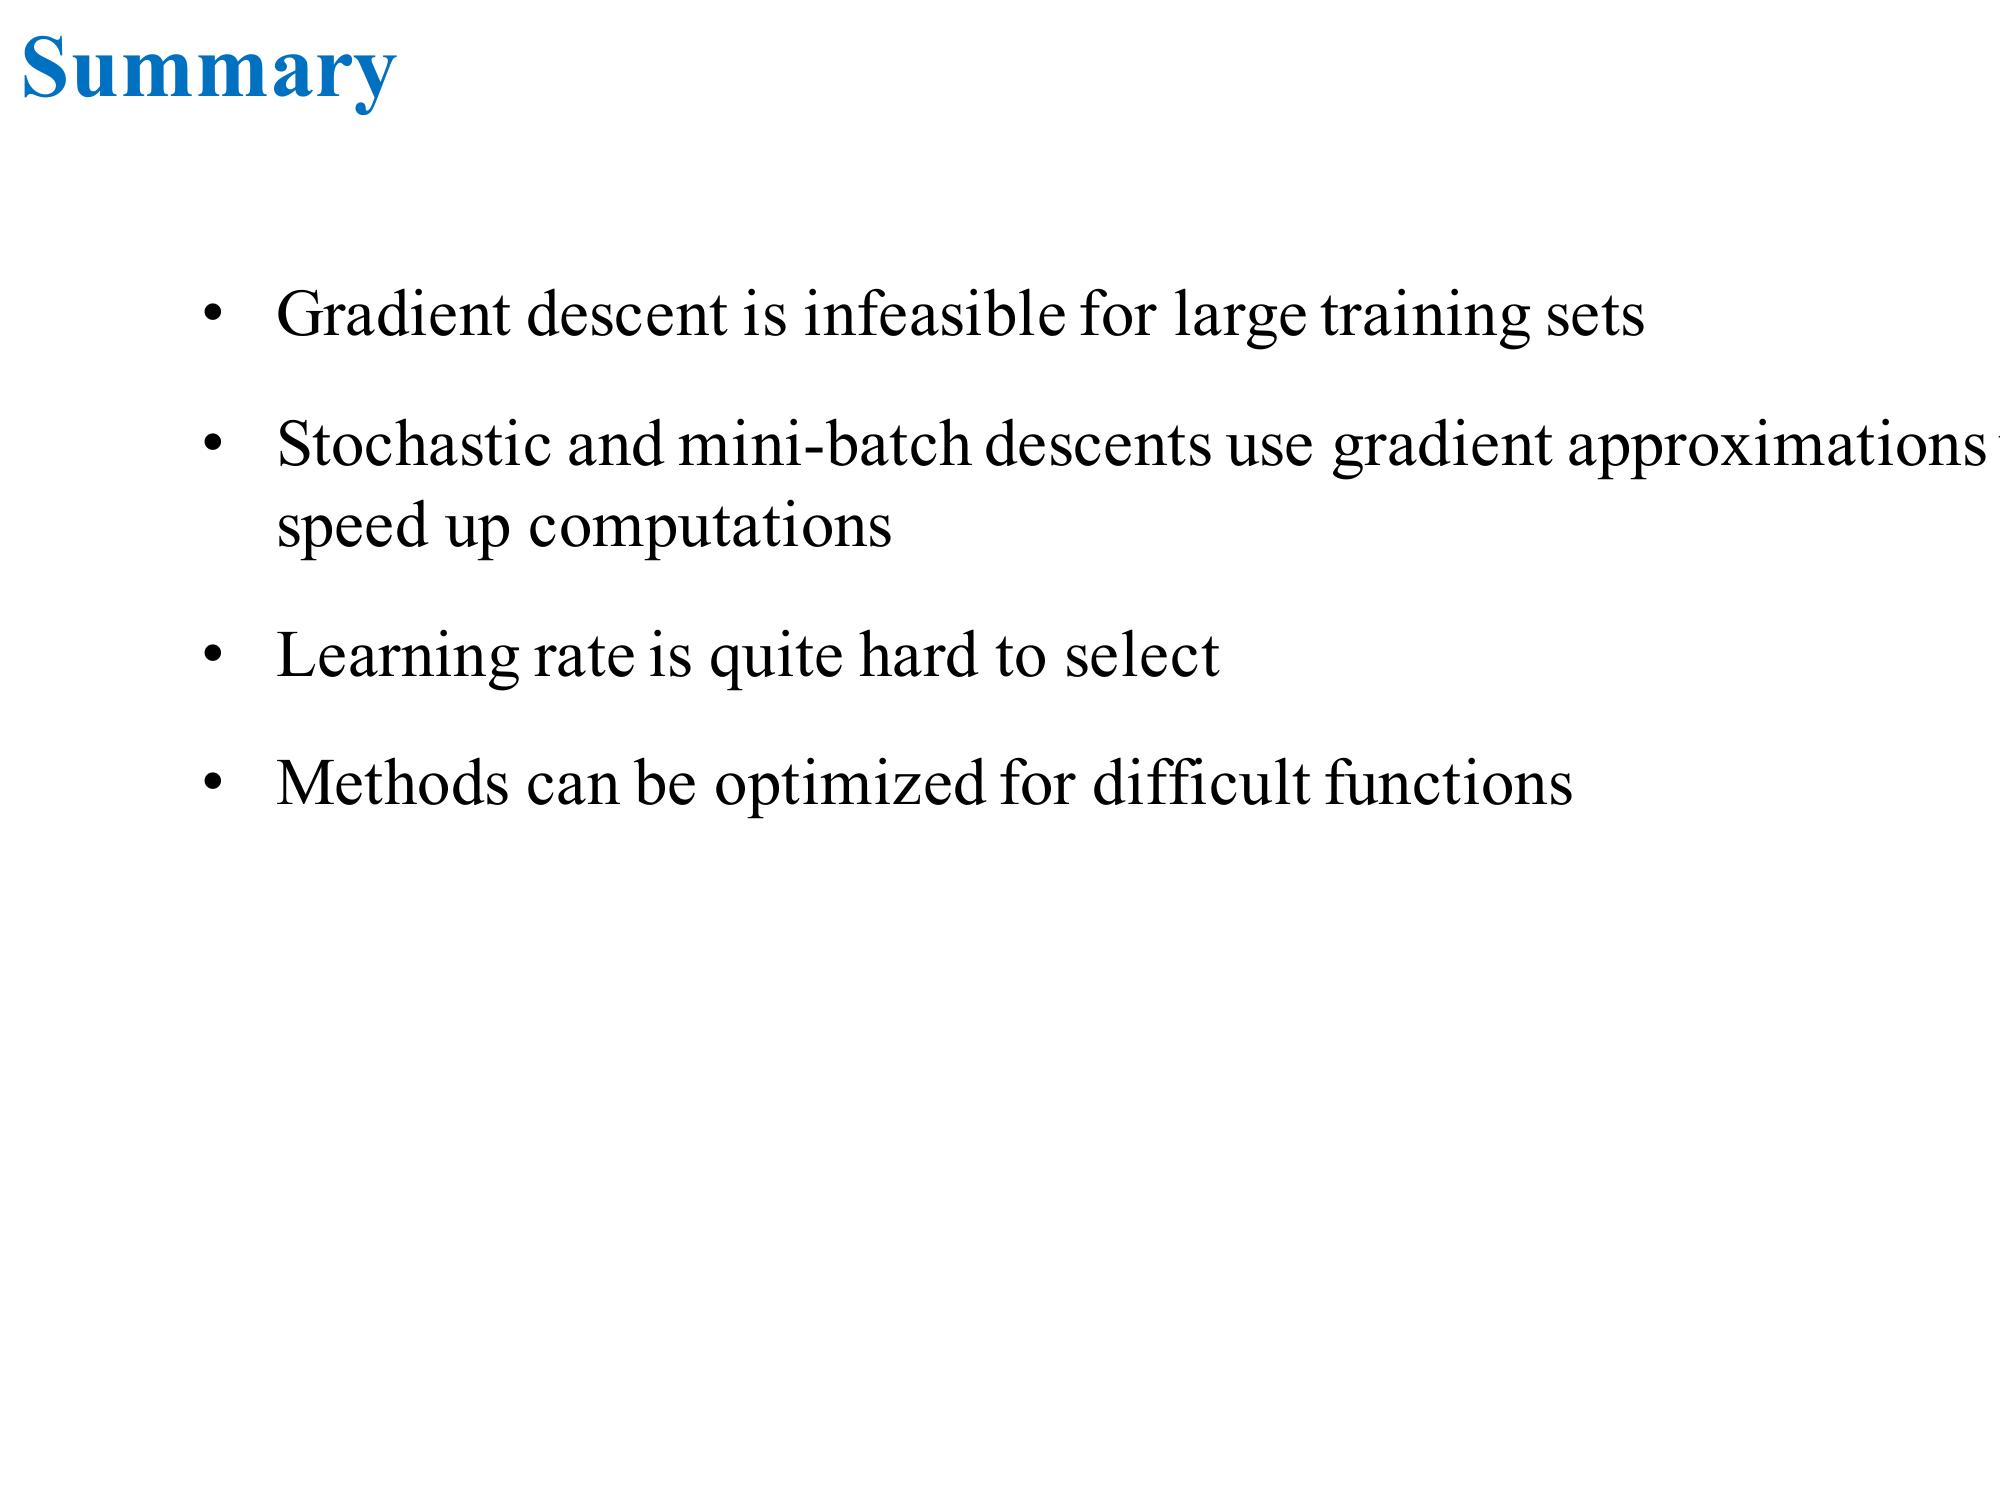 Summary
• Gradient descent is infeasible for large training sets
• Stochastic and mini-batch descents use gradient approximations
speed up computations
• Learning rate is quite hard to select
• Methods can be optimized for difficult functions